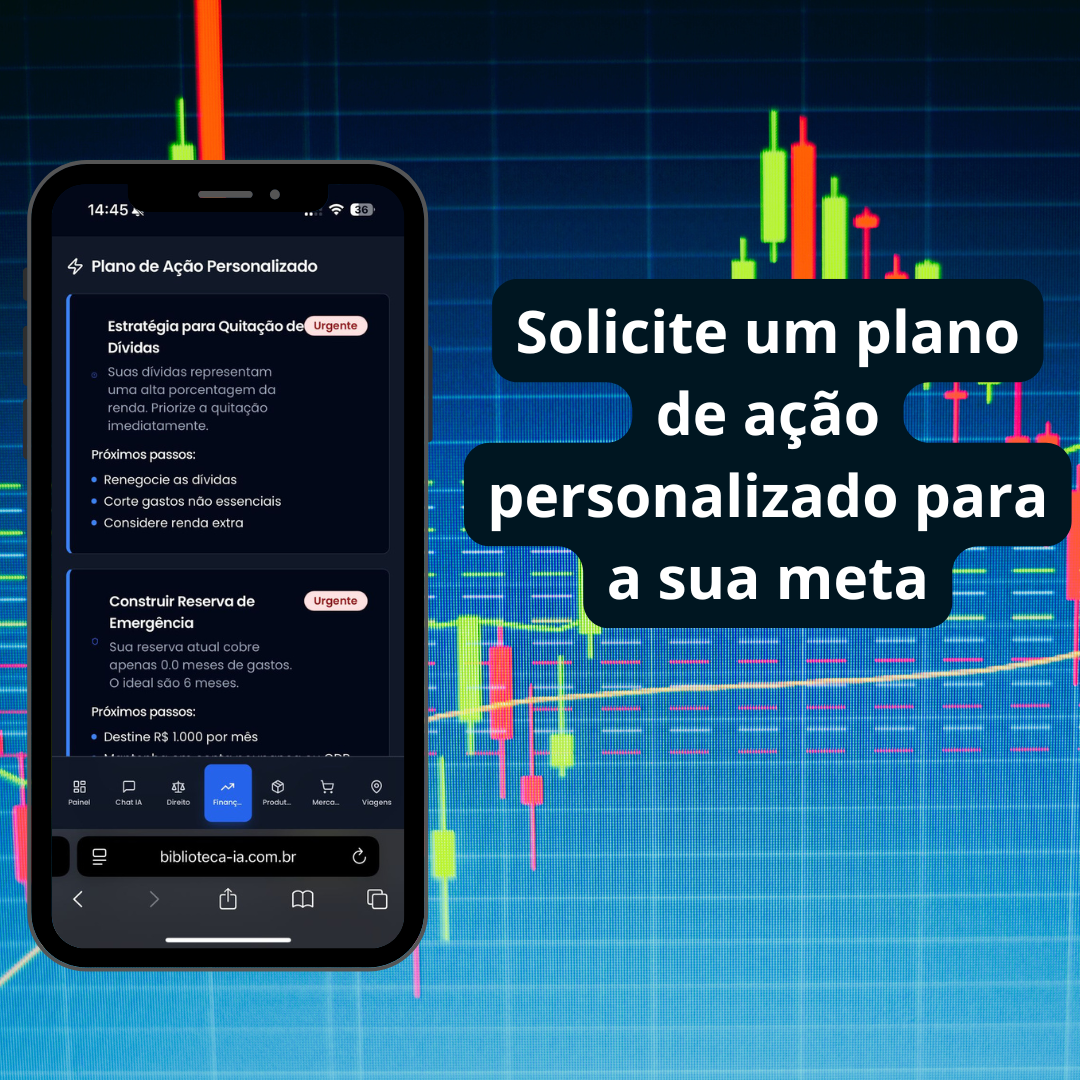 14:45
36
Plano de Ação Personalizado
Estratégia para Quitação de
Dívidas
Urgente
Suas dívidas representam
uma alta porcentagem da
renda. Priorize a quitação
imediatamente.
Próximos passos:
Renegocie as dívidas
Corte gastos não essenciais
Considere renda extra
Construir Reserva de
Emergência
Urgente
Sua reserva atual cobre
apenas 0.0 meses de gastos.
O ideal são 6 meses.
Próximos passos:
Destine R$ 1.000 por mês
Painel
Chat IA
Direito
Finanç...
Produt...
Merca...
Viagens
biblioteca-ia.com.br
Solicite um plano
de ação
personalizado para
a sua meta